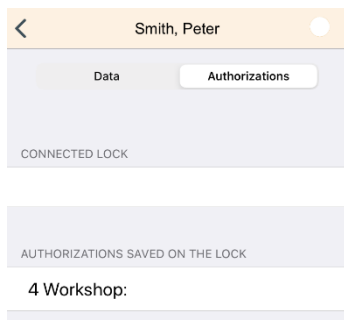 Smith, Peter
Data Authorizations
CONNECTED LOCK
AUTHORIZATIONS SAVED ON THE LOCK
4 Workshop: